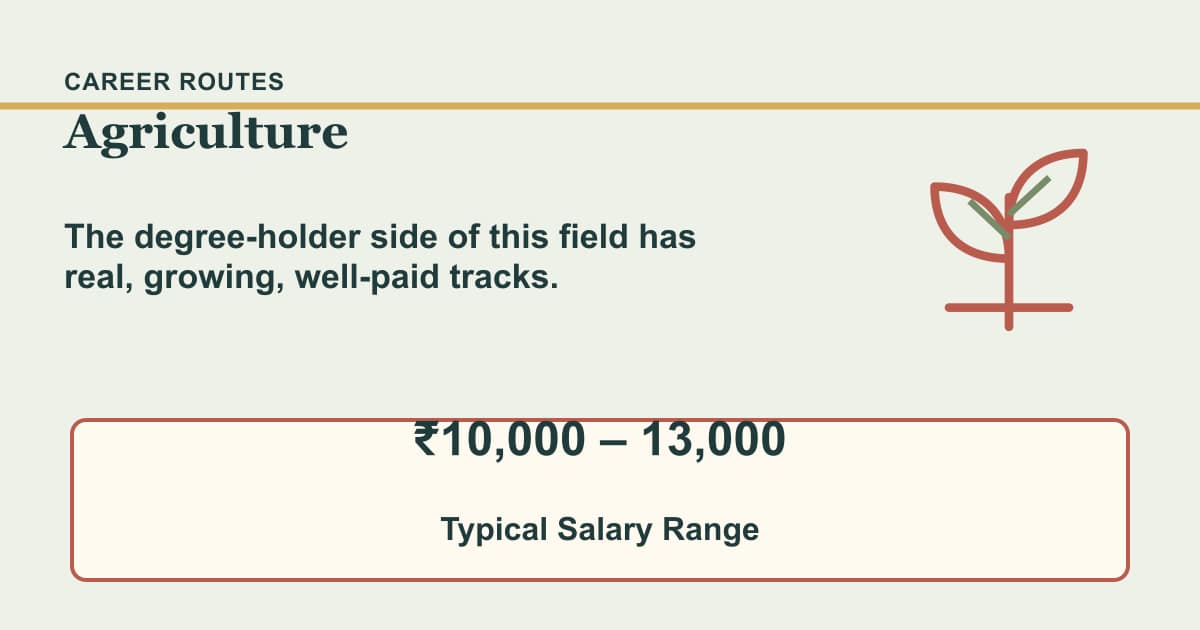 CAREER ROUTES
Agriculture
The degree-holder side of this field has
real, growing, well-paid tracks.
₹10,000 – 13,000
Typical Salary Range